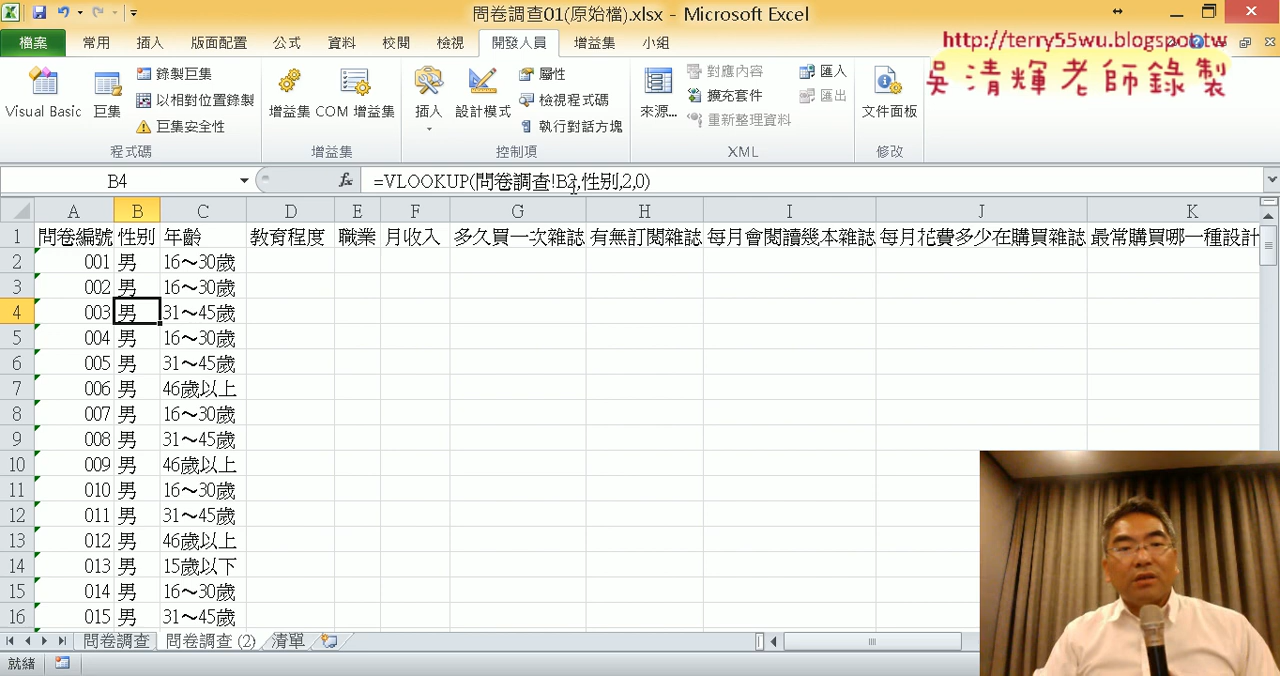 問卷調查01(原始檔).xlsx - Microsoft Excel
檔案 常用 插入 版面配置 公式 資料 校閱 檢視 開發人員 增益集 小組
http://terry55wu.blogspot.tw
吳清輝老師錄製
Visual Basic 巨集 錄製巨集 以相對位置錄製 巨集安全性
增益集 COM 增益集
插入 設計模式 屬性 檢視程式碼 執行對話方塊
來源... 對應內容 擴充套件 重新整理資料 匯入 匯出
文件面板
程式碼 增益集 控制項 XML 修改
B4 fx =VLOOKUP(問卷調查!B3,性別,2,0)
A B C D E F G H I J K
1 問卷編號 性別 年齡 教育程度 職業 月收入 多久買一次雜誌 有無訂閱雜誌 每月會閱讀幾本雜誌 每月花費多少在購買雜誌 最常購買哪一種設計
2 001 男 16～30歲
3 002 男 16～30歲
4 003 男 31～45歲
5 004 男 16～30歲
6 005 男 31～45歲
7 006 男 46歲以上
8 007 男 16～30歲
9 008 男 31～45歲
10 009 男 46歲以上
11 010 男 16～30歲
12 011 男 31～45歲
13 012 男 46歲以上
14 013 男 15歲以下
15 014 男 16～30歲
16 015 男 31～45歲
問卷調查 問卷調查 (2) 清單
就緒